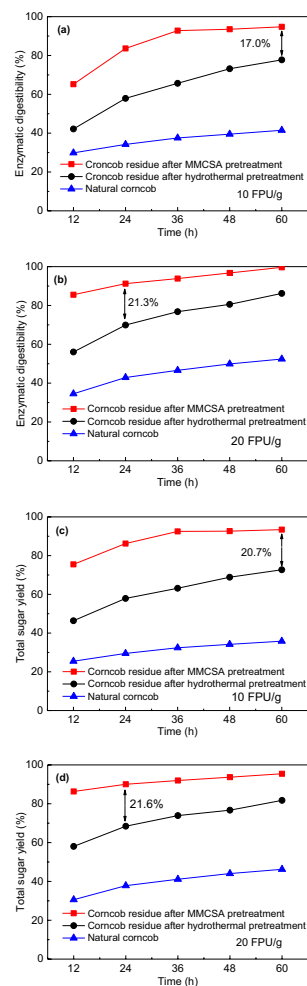 (a)
100
80
60
40
20
0
Enzymatic digestibility (%)
17.0%
Croncob residue after MMCSA pretreatment
Croncob residue after hydrothermal pretreatment
Natural corncob
10 FPU/g
12 24 36 48 60
Time (h)
(b)
100
80
60
40
20
0
Enzymatic digestibility (%)
21.3%
Corncob residue after MMCSA pretreatment
Corncob residue after hydrothermal pretreatment
Natural corncob
20 FPU/g
12 24 36 48 60
Time (h)
(c)
100
80
60
40
20
0
Total sugar yield (%)
20.7%
Corncob residue after MMCSA pretreatment
Corncob residue after hydrothermal pretreatment
Natural corncob
10 FPU/g
12 24 36 48 60
Time (h)
(d)
100
80
60
40
20
0
Total sugar yield (%)
21.6%
Corncob residue after MMCSA pretreatment
Corncob residue after hydrothermal pretreatment
Natural corncob
20 FPU/g
12 24 36 48 60
Time (h)